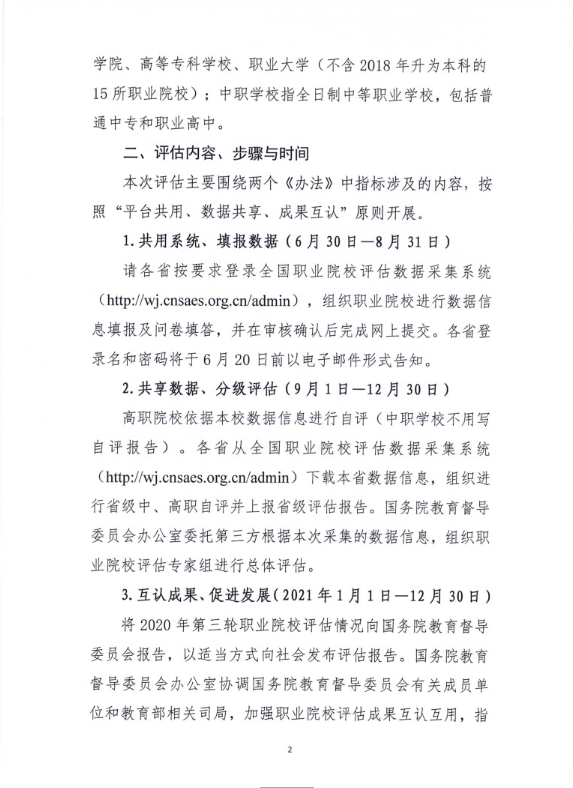 学院、高等专科学校、职业大学（不含 2018 年升为本科的
15 所职业院校）；中职学校指全日制中等职业学校，包括普
通中专和职业高中。
二、评估内容、步骤与时间
本次评估主要围绕两个《办法》中指标涉及的内容，按
照“平台共用、数据共享、成果互认”原则开展。
1.共用系统、填报数据（6 月 30 日—8 月 31 日）
请各省按要求登录全国职业院校评估数据采集系统
（http://wj.cnsaes.org.cn/admin），组织职业院校进行数据信
息填报及问卷填答，并在审核确认后完成网上提交。各省登
录名和密码将于 6 月 20 日前以电子邮件形式告知。
2.共享数据、分级评估（9 月 1 日—12 月 30 日）
高职院校依据本校数据信息进行自评（中职学校不用写
自评报告）。各省从全国职业院校评估数据采集系统
（http://wj.cnsaes.org.cn/admin）下载本省数据信息，组织进
行省级中、高职自评并上报省级评估报告。国务院教育督导
委员会办公室委托第三方根据本次采集的数据信息，组织职
业院校评估专家组进行总体评估。
3.互认成果、促进发展（2021 年 1 月 1 日—12 月 30 日）
将 2020 年第三轮职业院校评估情况向国务院教育督导
委员会报告，以适当方式向社会发布评估报告。国务院教育
督导委员会办公室协调国务院教育督导委员会有关成员单
位和教育部相关司局，加强职业院校评估成果互认互用，指
2